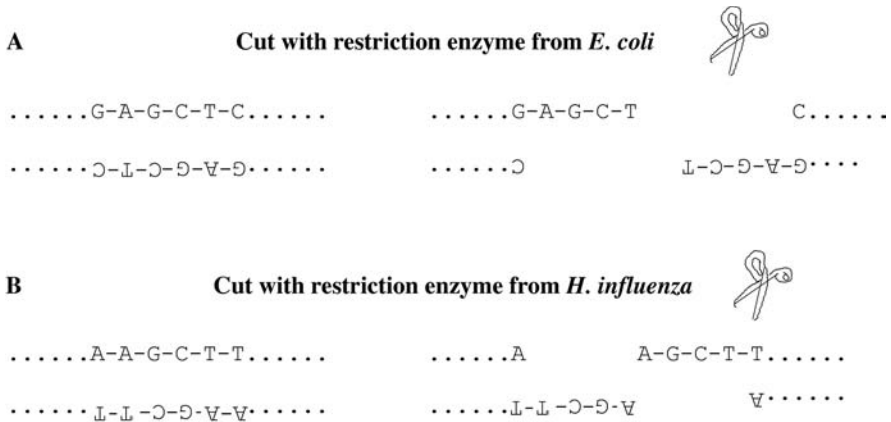 A Cut with restriction enzyme from E. coli
......G-A-G-C-T-C...... ......G-A-G-C-T C......
......C-T-C-G-A-G...... ......C T-C-G-A-G....
B Cut with restriction enzyme from H. influenza
......A-A-G-C-T-T...... ......A A-G-C-T-T......
......T-T-C-G-A-A...... ......T-T-C-G-A A......